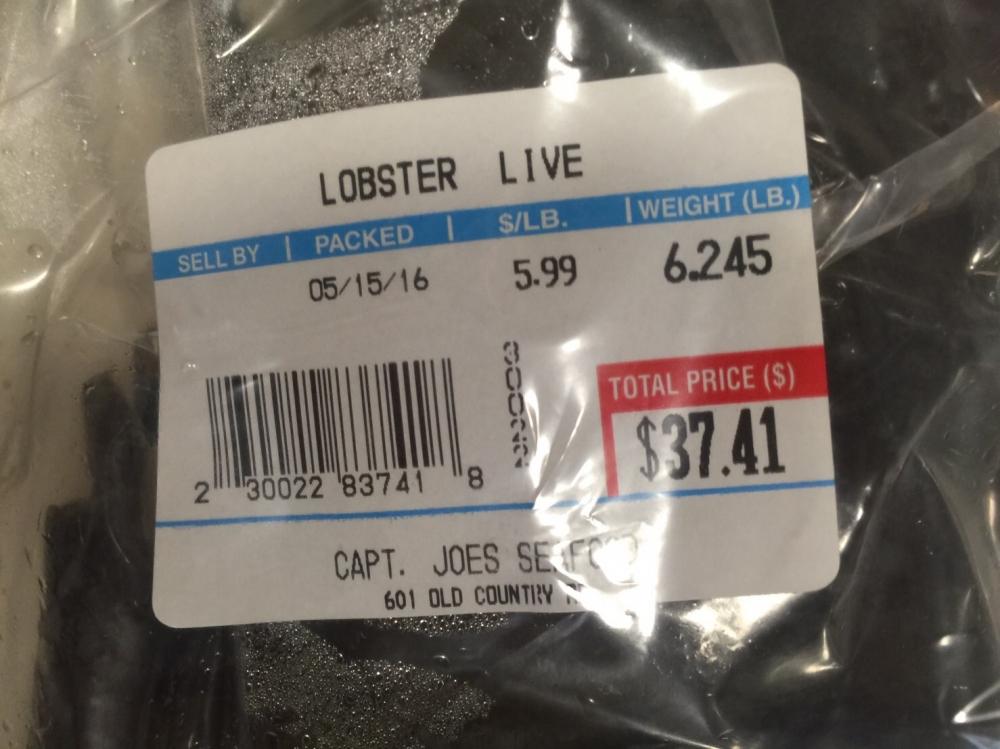 LOBSTER LIVE
SELL BY | PACKED | $/LB. | WEIGHT (LB.)
05/15/16 5.99 6.245
TOTAL PRICE ($)
$37.41
2 30022 83741 8
CAPT. JOES SEAFOOD
601 OLD COUNTRY